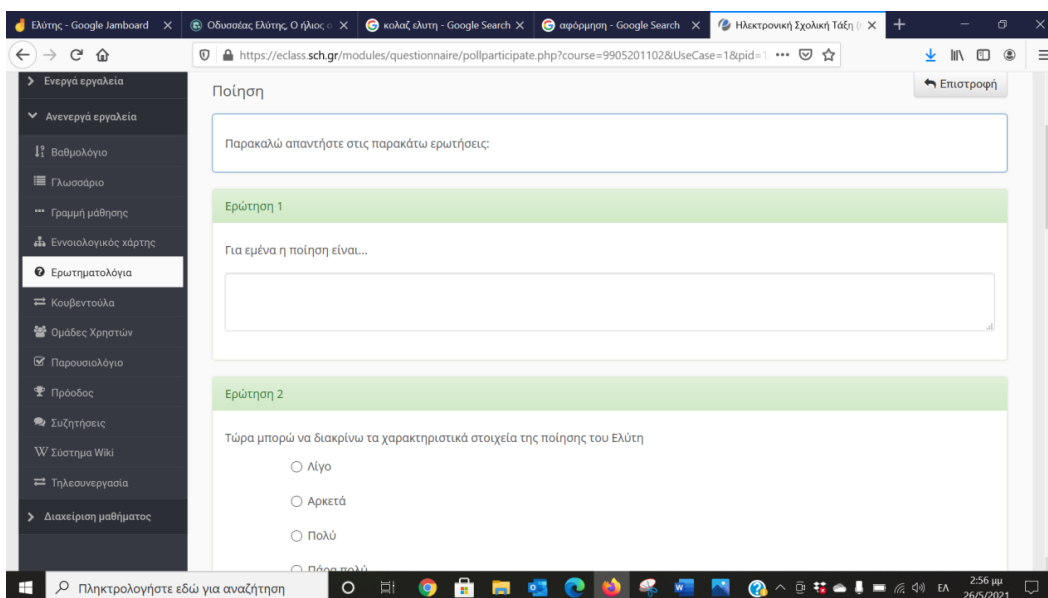 Ελύτης - Google Jamboard
Οδυσσέας Ελύτης, Ο ήλιος ο
κολαζ ελυτη - Google Search
αφόρμηση - Google Search
Ηλεκτρονική Σχολική Τάξη (η
https://eclass.sch.gr/modules/questionnaire/pollparticipate.php?course=9905201102&UseCase=1&pid=1
Ενεργά εργαλεία
Ανενεργά εργαλεία
Βαθμολόγιο
Γλωσσάριο
Γραμμή μάθησης
Εννοιολογικός χάρτης
Ερωτηματολόγια
Κουβεντούλα
Ομάδες Χρηστών
Παρουσιολόγιο
Πρόοδος
Συζητήσεις
Σύστημα Wiki
Τηλεσυνεργασία
Διαχείριση μαθήματος
Ποίηση
Επιστροφή
Παρακαλώ απαντήστε στις παρακάτω ερωτήσεις:
Ερώτηση 1
Για εμένα η ποίηση είναι...
Ερώτηση 2
Τώρα μπορώ να διακρίνω τα χαρακτηριστικά στοιχεία της ποίησης του Ελύτη
Λίγο
Αρκετά
Πολύ
Πάρα πολύ
Πληκτρολογήστε εδώ για αναζήτηση
ΕΛ
2:56 μμ
26/5/2021